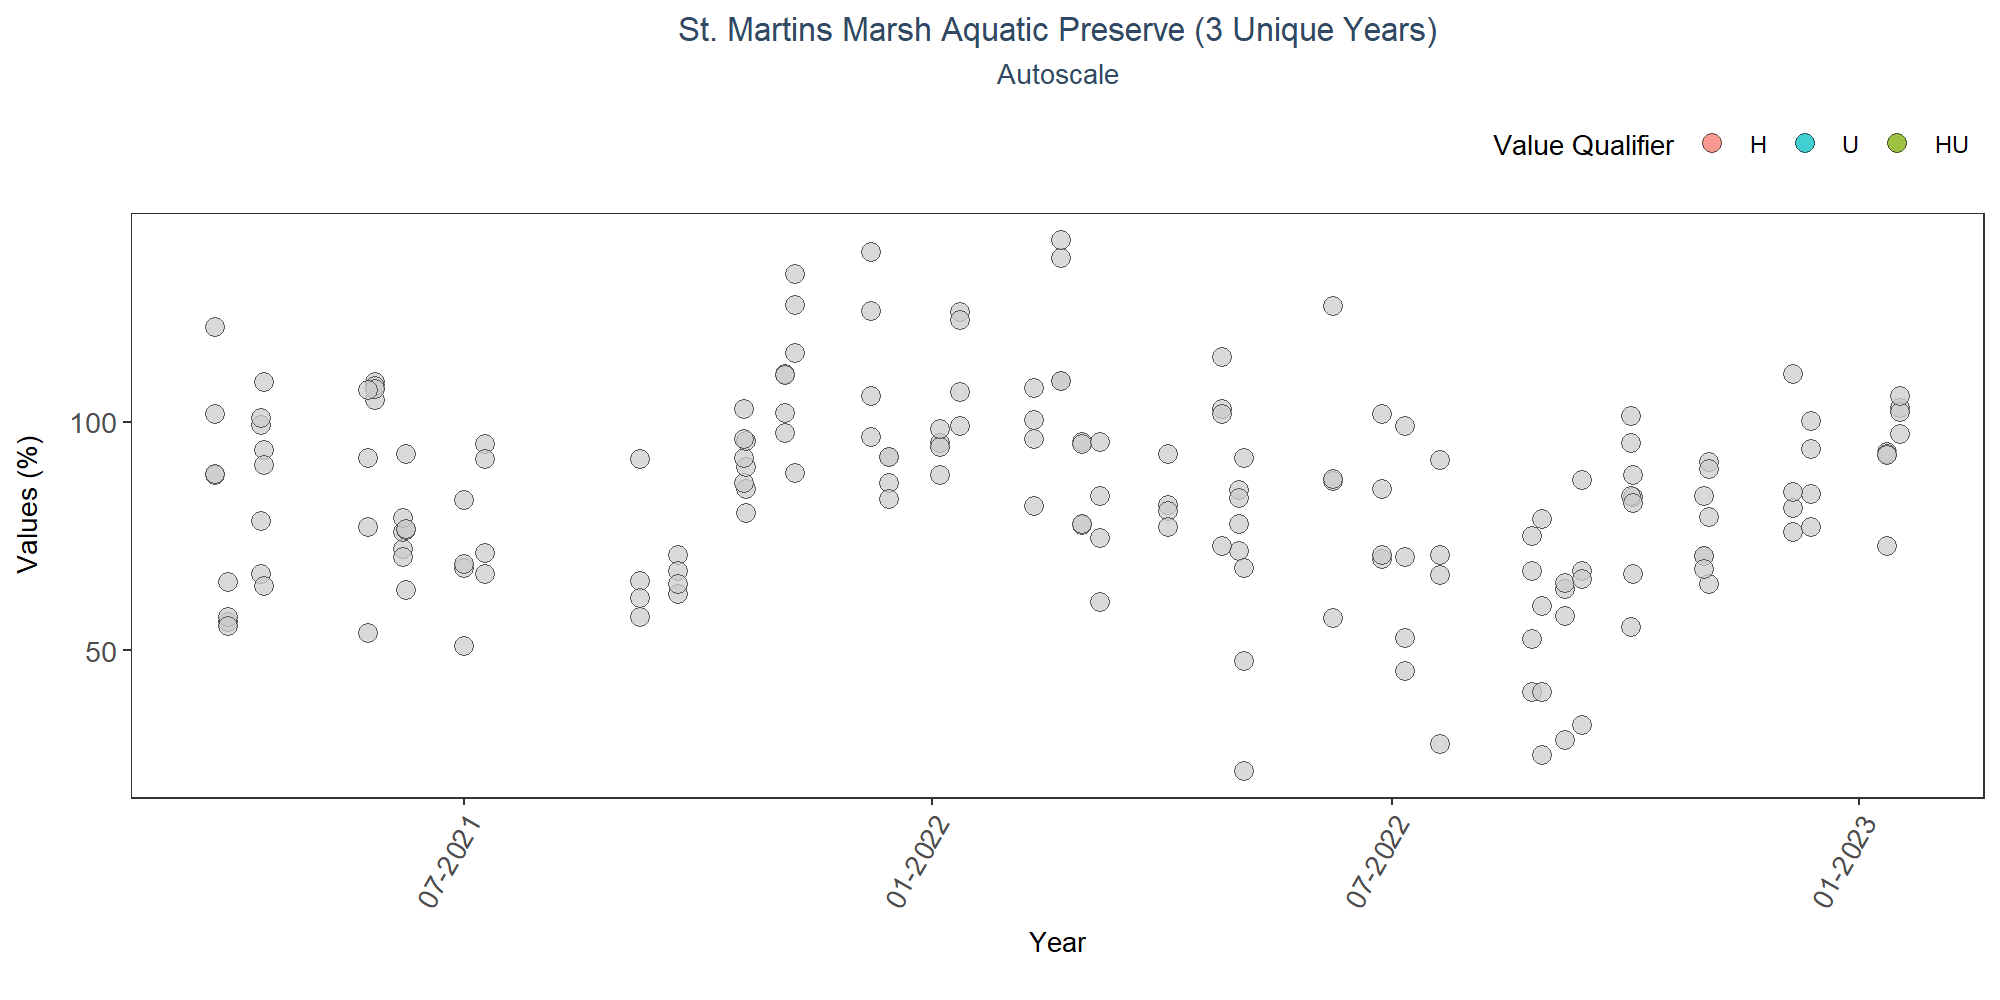 St. Martins Marsh Aquatic Preserve (3 Unique Years)
Autoscale
Value Qualifier H U HU
Values (%)
100
50
07-2021
01-2022
07-2022
01-2023
Year